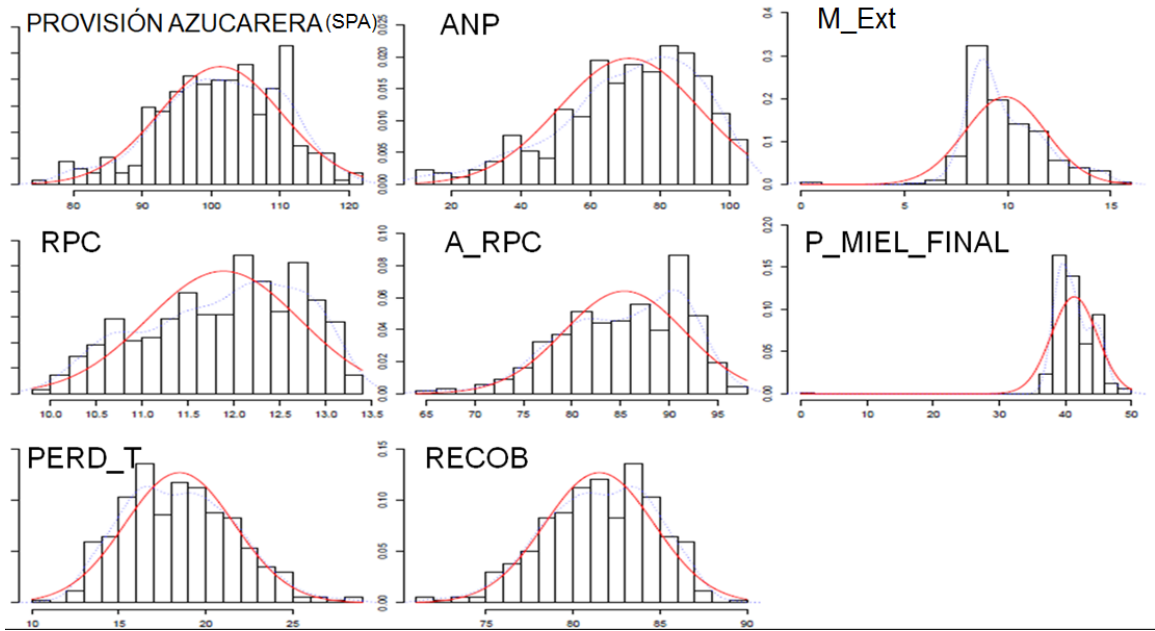 PROVISIÓN AZUCARERA (SPA)
80 90 100 110 120
ANP
0.000 0.005 0.010 0.015 0.020 0.025
20 40 60 80 100
M_Ext
0.0 0.1 0.2 0.3 0.4
0 5 10 15
RPC
10.0 10.5 11.0 11.5 12.0 12.5 13.0 13.5
A_RPC
0.00 0.02 0.04 0.06 0.08 0.10
65 70 75 80 85 90 95
P_MIEL_FINAL
0.00 0.05 0.10 0.15 0.20
0 10 20 30 40 50
PERD_T
10 15 20 25
RECOB
0.00 0.05 0.10 0.15
75 80 85 90